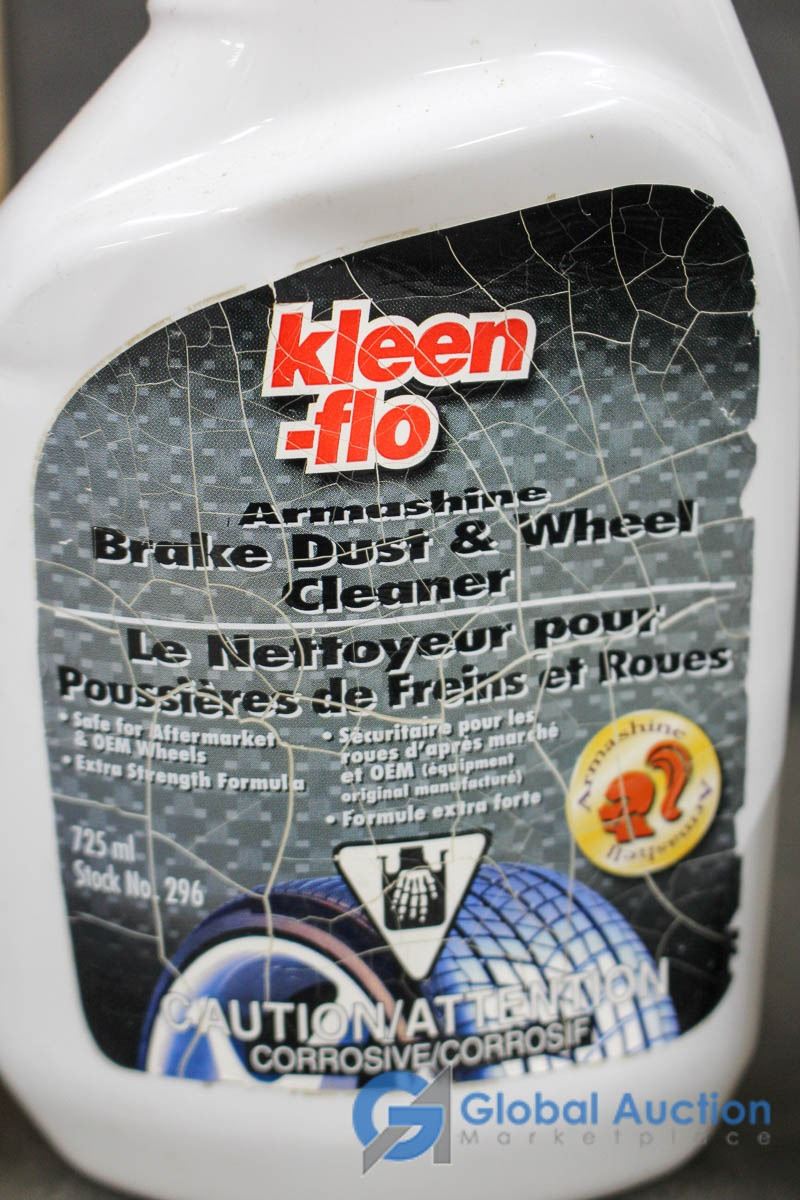 kleen
-flo
Armashine
Brake Dust & Wheel
Cleaner
Le Nettoyeur pour
Poussières de Freins et Roues
• Safe for Aftermarket
& OEM Wheels
• Extra Strength Formula
• Sécuritaire pour les
roues d'après marché
et OEM (équipment
original manufacturé)
• Formule extra forte
725 ml
Stock No. 296
Armashine
Armashell
CAUTION/ATTENTION
CORROSIVE/CORROSIF
Global Auction
Marketplace